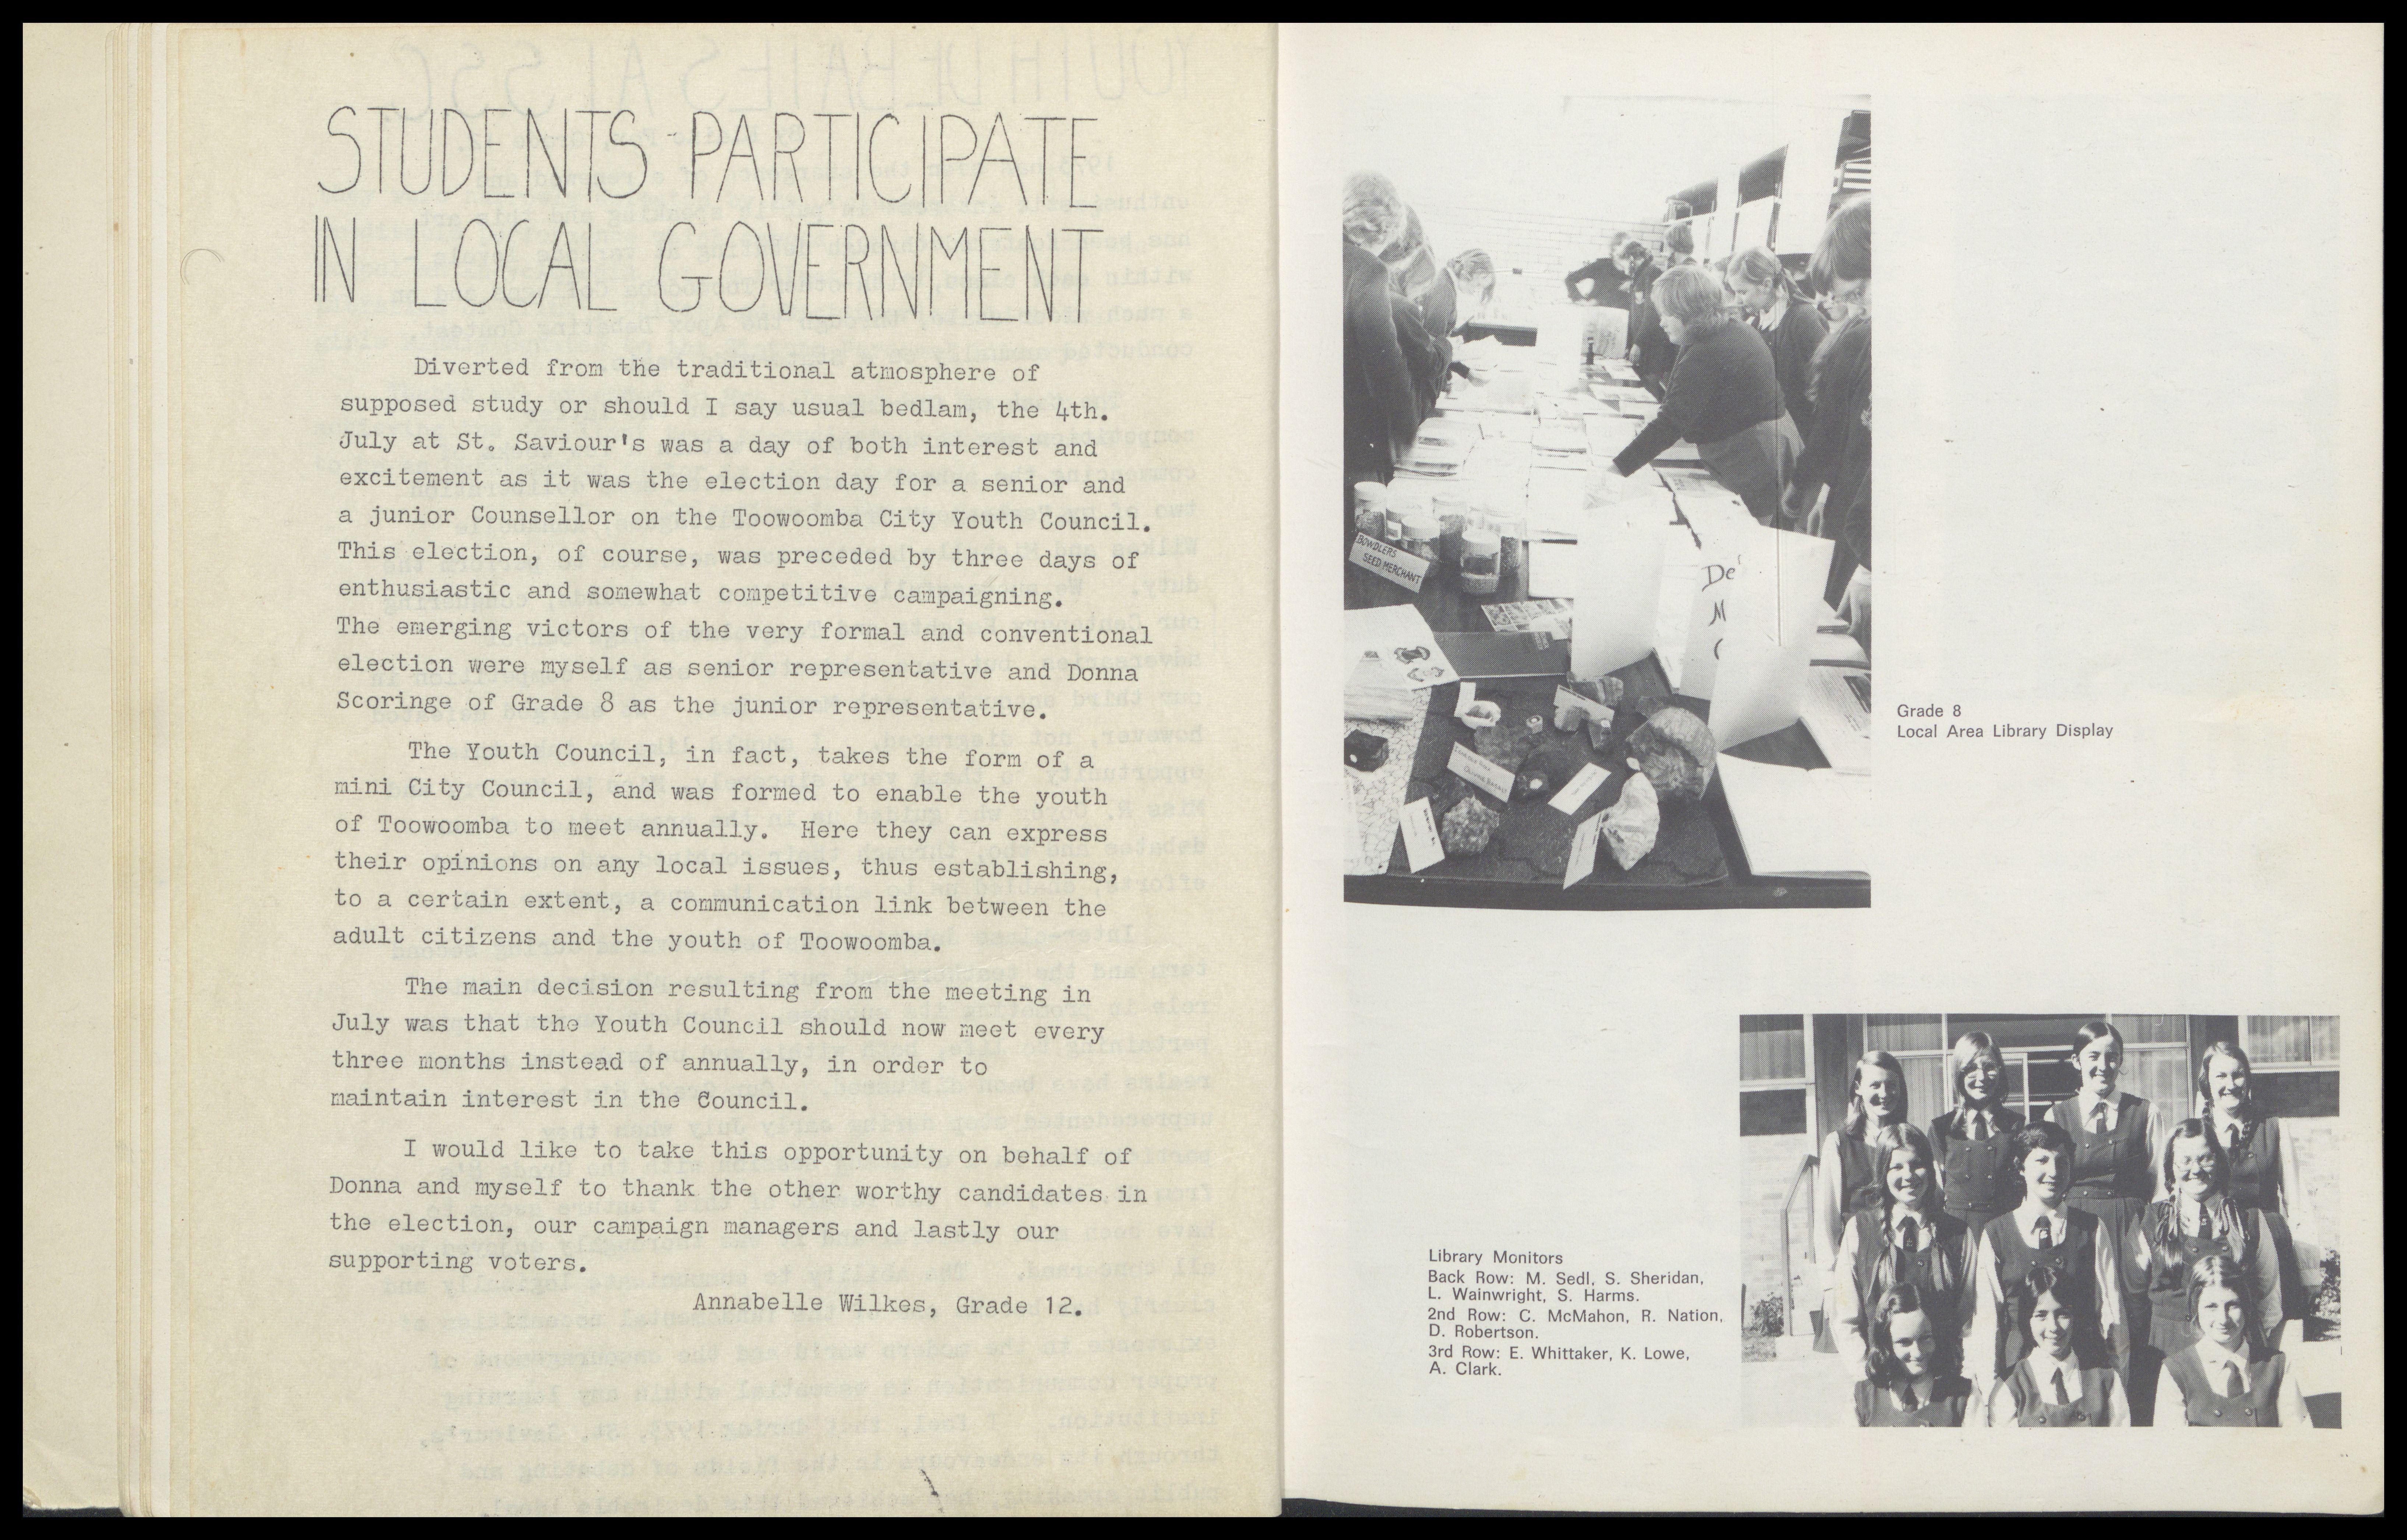 STUDENTS PARTICIPATE
IN LOCAL GOVERNMENT
Diverted from the traditional atmosphere of
supposed study or should I say usual bedlam, the 4th.
July at St. Saviour's was a day of both interest and
excitement as it was the election day for a senior and
a junior Counsellor on the Toowoomba City Youth Council.
This election, of course, was preceded by three days of
enthusiastic and somewhat competitive campaigning.
The emerging victors of the very formal and conventional
election were myself as senior representative and Donna
Scoringe of Grade 8 as the junior representative.
The Youth Council, in fact, takes the form of a
mini City Council, and was formed to enable the youth
of Toowoomba to meet annually. Here they can express
their opinions on any local issues, thus establishing,
to a certain extent, a communication link between the
adult citizens and the youth of Toowoomba.
The main decision resulting from the meeting in
July was that the Youth Council should now meet every
three months instead of annually, in order to
maintain interest in the Council.
I would like to take this opportunity on behalf of
Donna and myself to thank the other worthy candidates in
the election, our campaign managers and lastly our
supporting voters.
Annabelle Wilkes, Grade 12.
BOWDLERS
SEED MERCHANT
De'
M
Grade 8
Local Area Library Display
Library Monitors
Back Row: M. Sedl, S. Sheridan,
L. Wainwright, S. Harms.
2nd Row: C. McMahon, R. Nation,
D. Robertson.
3rd Row: E. Whittaker, K. Lowe,
A. Clark.